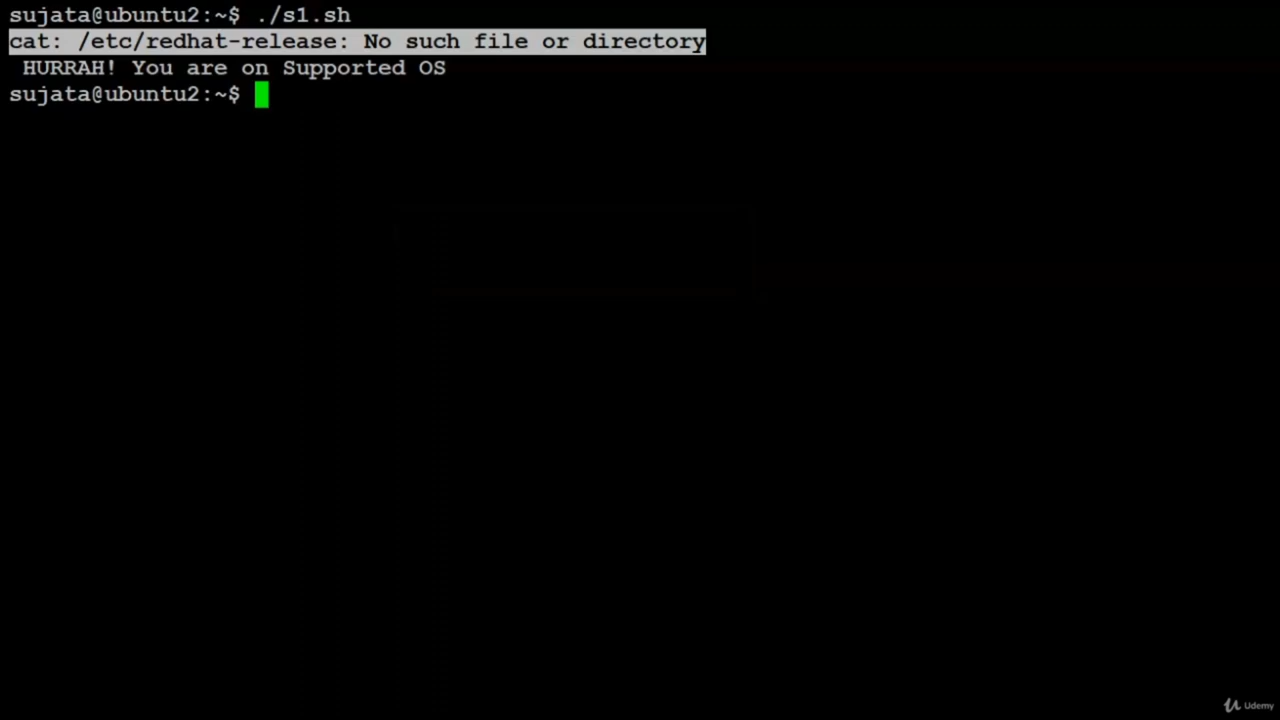 sujata@ubuntu2:~$ ./s1.sh
cat: /etc/redhat-release: No such file or directory
 HURRAH! You are on Supported OS
sujata@ubuntu2:~$
Udemy